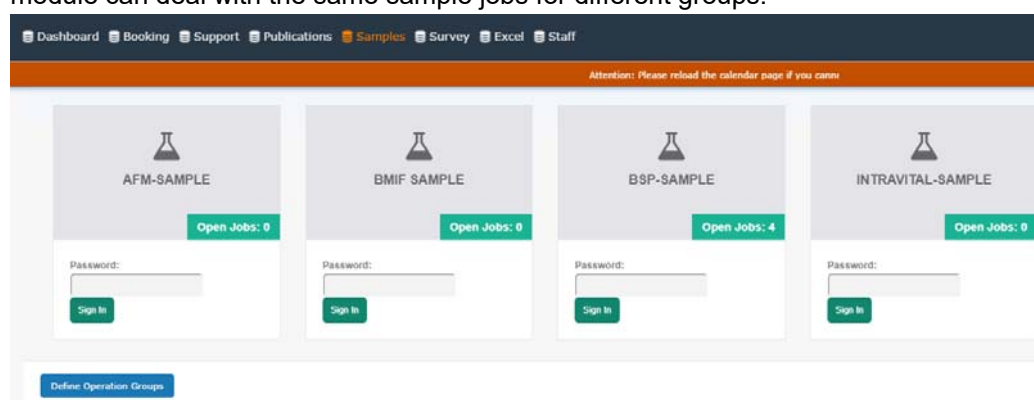 module can deal with the same sample jobs for different groups.
Dashboard Booking Support Publications Samples Survey Excel Staff
Attention: Please reload the calendar page if you canno
AFM-SAMPLE BMIF SAMPLE BSP-SAMPLE INTRAVITAL-SAMPLE
Open Jobs: 0 Open Jobs: 0 Open Jobs: 4 Open Jobs: 0
Password: Password: Password: Password:
Sign In Sign In Sign In Sign In
Define Operation Groups